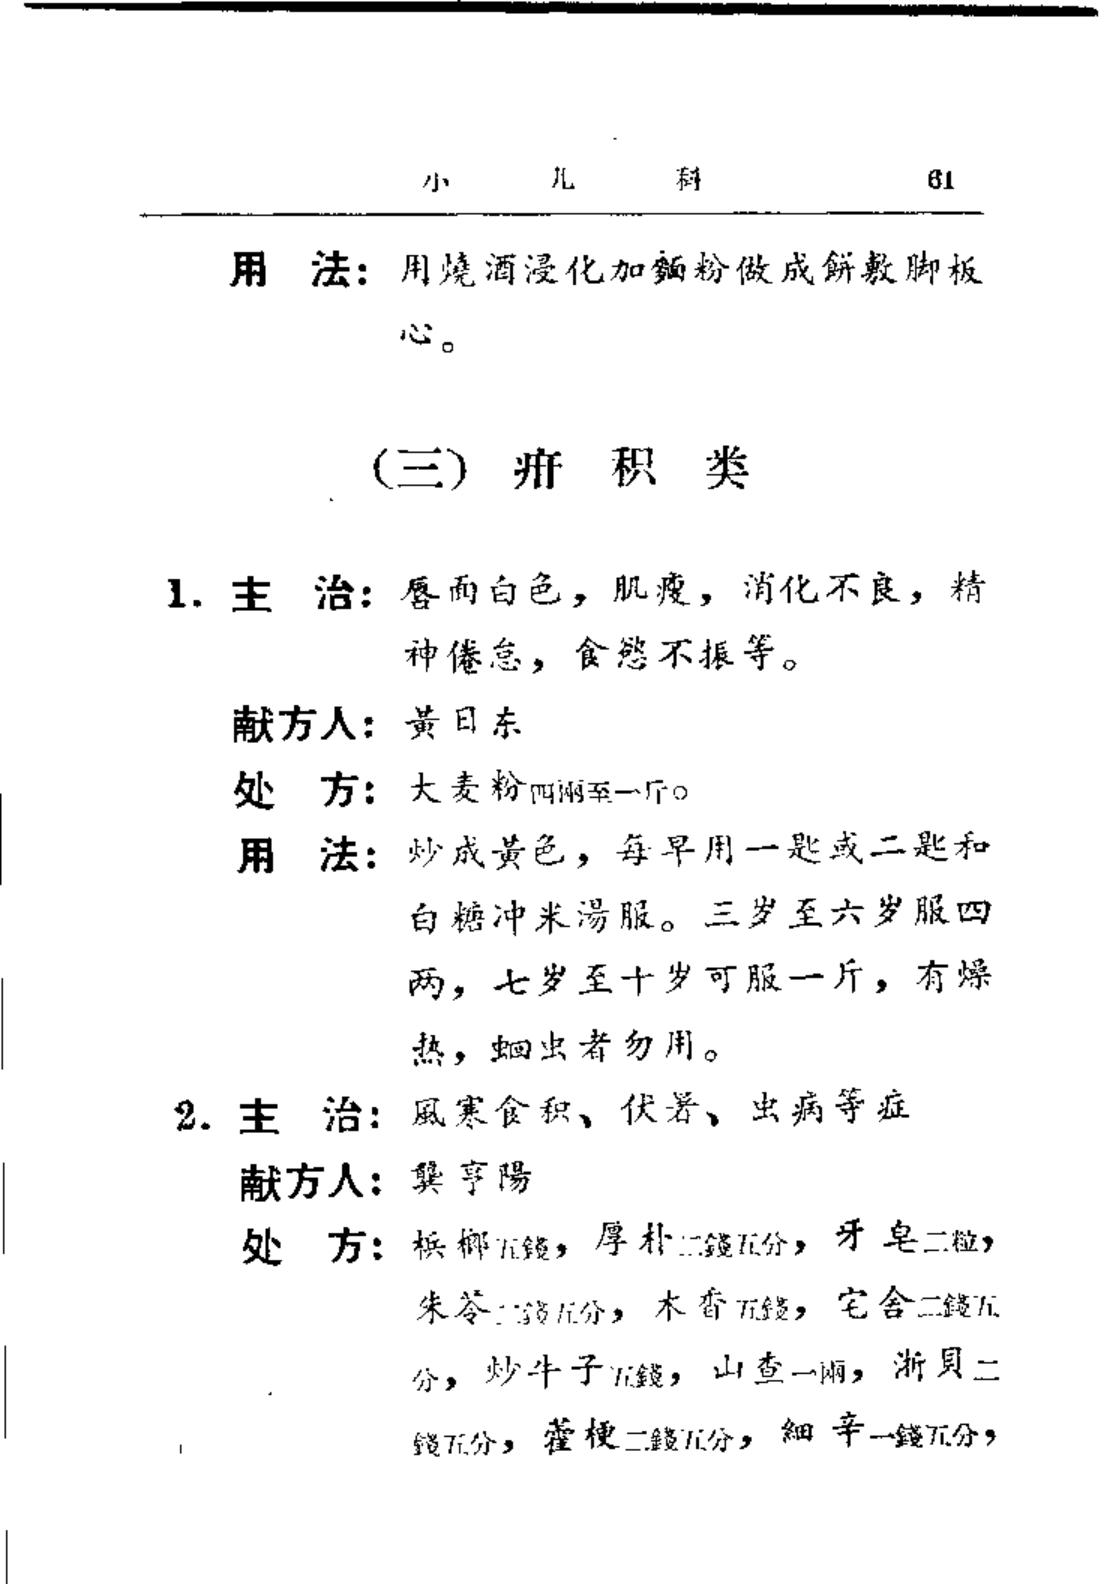 小儿科 61
用法：用燒酒浸化加麵粉做成餅敷脚板
心。
（三）疳积类
1. 主治：唇面白色，肌瘦，消化不良，精
神倦怠，食慾不振等。
献方人：黃日东
处方：大麦粉四兩至一斤。
用法：炒成黃色，每早用一匙或二匙和
白糖冲米湯服。三岁至六岁服四
两，七岁至十岁可服一斤，有燥
热，蛔虫者勿用。
2. 主治：風寒食积、伏暑、虫病等症
献方人：龔亨陽
处方：梹榔五錢，厚朴二錢五分，牙皂二粒，
朱苓二錢五分，木香五錢，宅舍二錢五
分，炒牛子五錢，山查一兩，浙貝二
錢五分，藿梗二錢五分，細辛一錢五分，